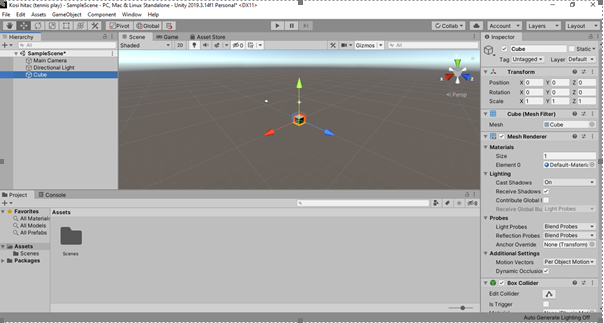 Kosi hitac (tennis play) - SampleScene - PC, Mac & Linux Standalone - Unity 2019.3.14f1 Personal* <DX11>
File Edit Assets GameObject Component Window Help
Pivot Global Collab Account Layers Layout
Hierarchy Scene Game Asset Store Inspector
All Shaded 2D 0 Gizmos All
SampleScene*
Main Camera
Directional Light
Cube
Persp
Cube Static
Tag Untagged Layer Default
Transform
Position X 0 Y 0 Z 0
Rotation X 0 Y 0 Z 0
Scale X 1 Y 1 Z 1
Cube (Mesh Filter)
Mesh Cube
Mesh Renderer
Materials
Size 1
Element 0 Default-Materia
Lighting
Cast Shadows On
Receive Shadows
Contribute Global I
Receive Global Illu Light Probes
Probes
Light Probes Blend Probes
Reflection Probes Blend Probes
Anchor Override None (Transform)
Additional Settings
Motion Vectors Per Object Motion
Dynamic Occlusion
Box Collider
Edit Collider
Is Trigger
Project Console
Favorites
All Materials
All Models
All Prefabs
Assets
Scenes
Packages
Assets
Scenes
Auto Generate Lighting Off